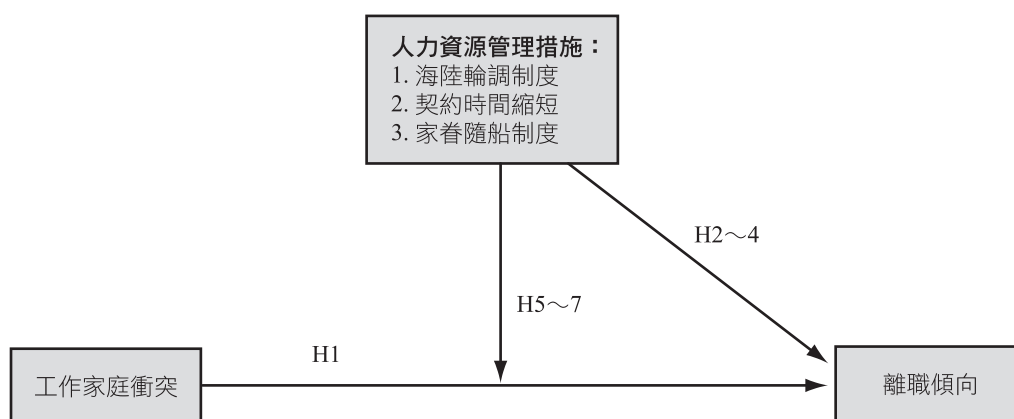 人力資源管理措施：
1. 海陸輪調制度
2. 契約時間縮短
3. 家眷隨船制度
H2～4
H5～7
H1
工作家庭衝突
離職傾向